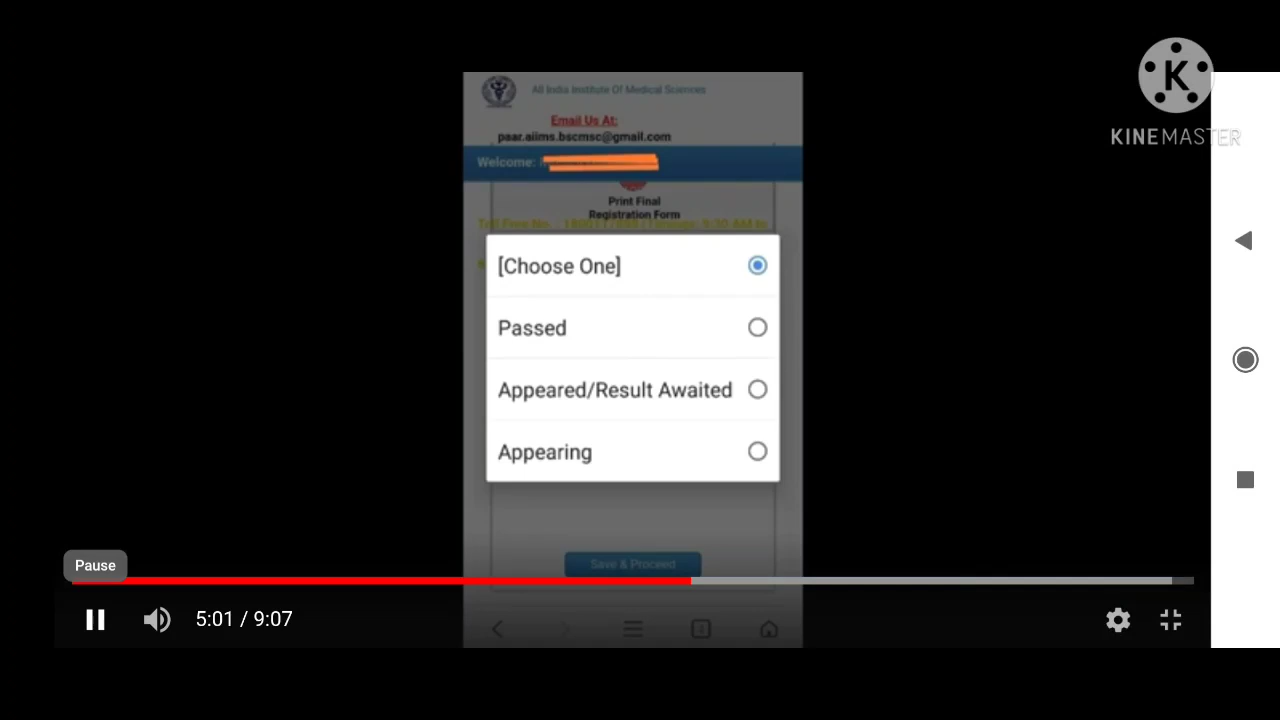 KINEMASTER
All India Institute Of Medical Sciences
Email Us At:
paar.aiims.bscmsc@gmail.com
Welcome:
Print Final
Registration Form
[Choose One]
Passed
Appeared/Result Awaited
Appearing
Save & Proceed
Pause
5:01 / 9:07